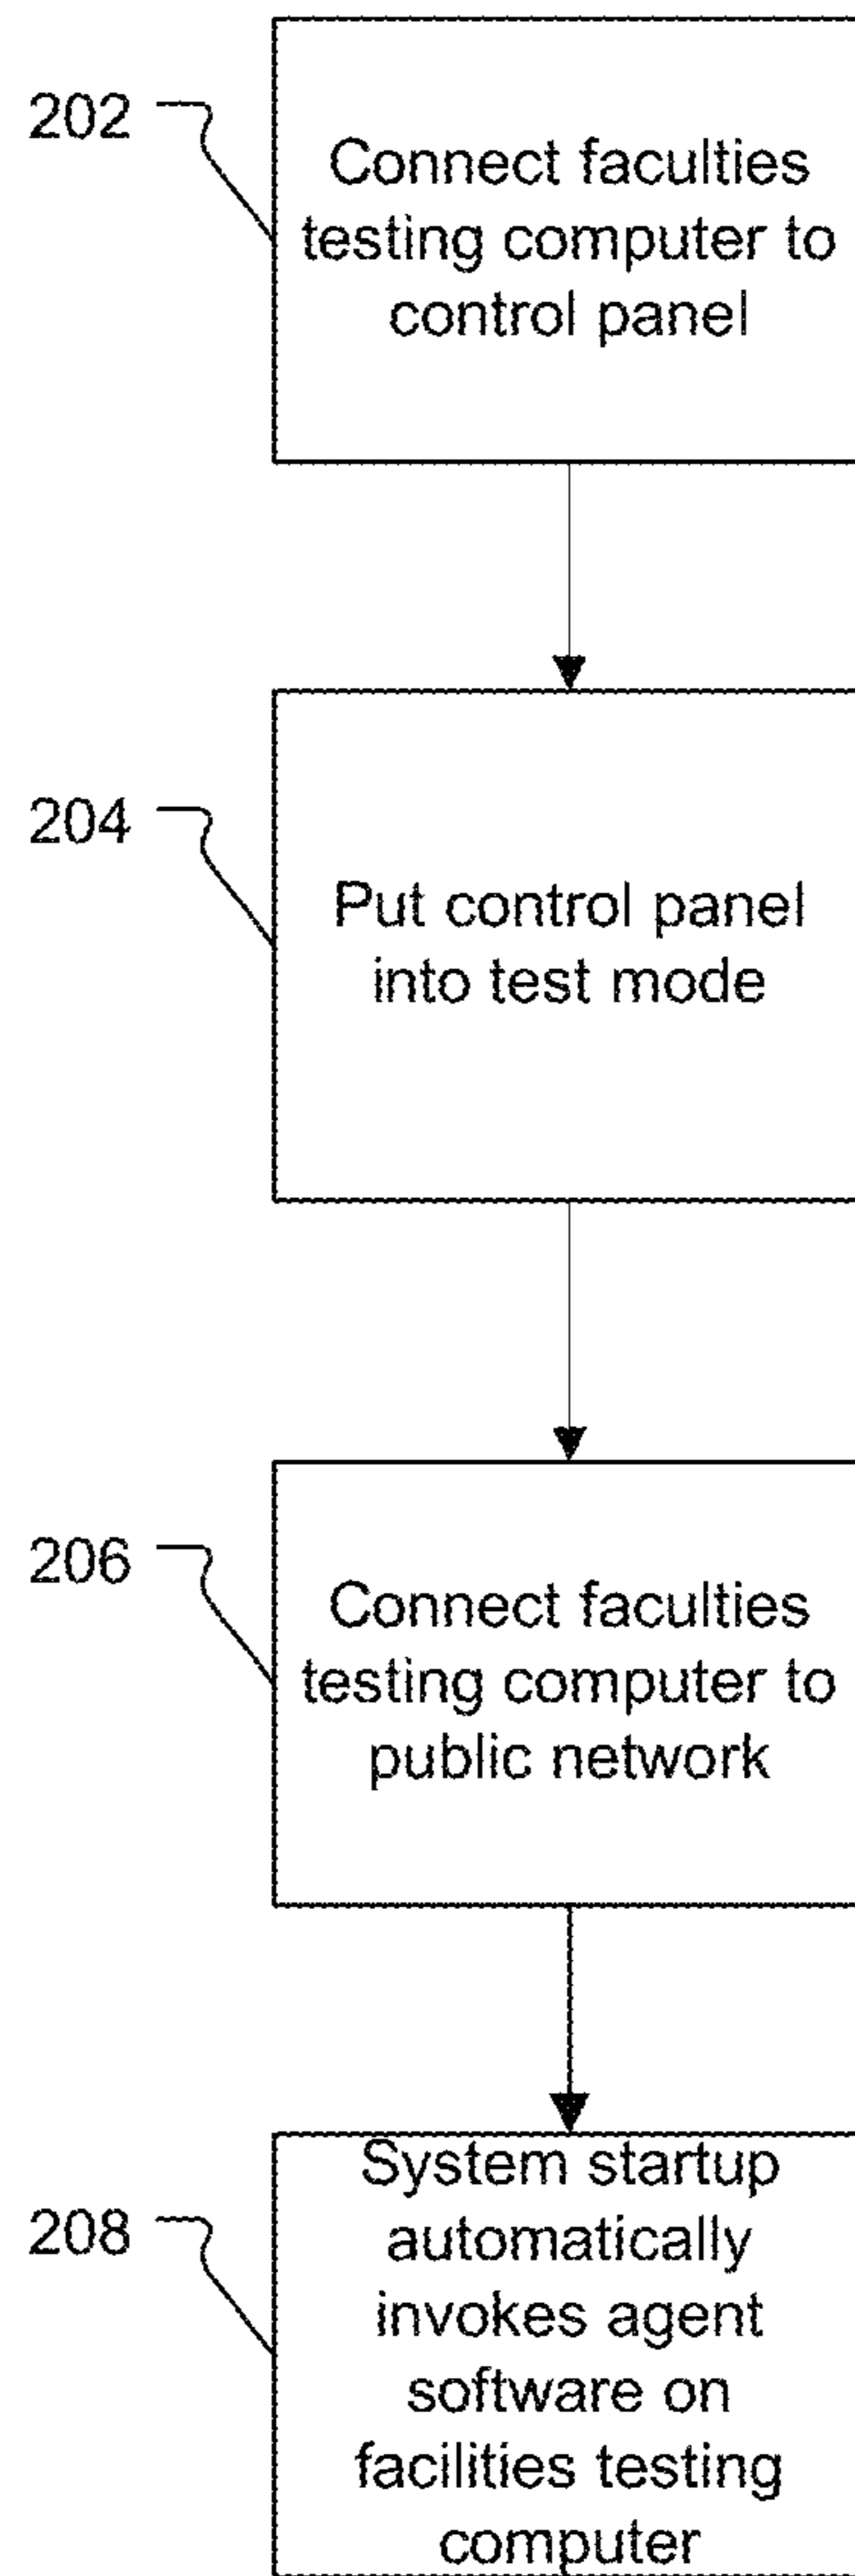 202
Connect faculties
testing computer to
control panel
204
Put control panel
into test mode
206
Connect faculties
testing computer to
public network
208
System startup
automatically
invokes agent
software on
facilities testing
computer